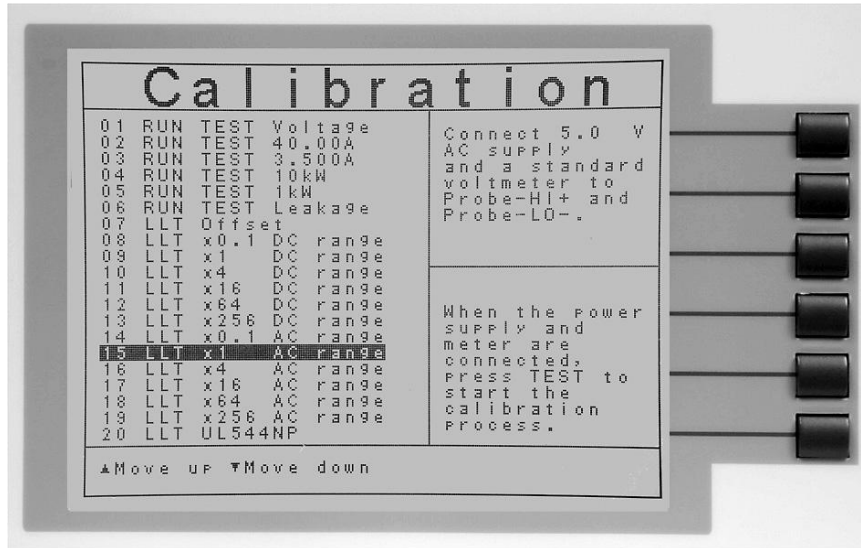 Calibration
01 RUN TEST Voltage
02 RUN TEST 40.00A
03 RUN TEST 3.500A
04 RUN TEST 10kW
05 RUN TEST 1kW
06 RUN TEST Leakage
07 LLT Offset
08 LLT x0.1 DC range
09 LLT x1 DC range
10 LLT x4 DC range
11 LLT x16 DC range
12 LLT x64 DC range
13 LLT x256 DC range
14 LLT x0.1 AC range
15 LLT x1 AC range
16 LLT x4 AC range
17 LLT x16 AC range
18 LLT x64 AC range
19 LLT x256 AC range
20 LLT UL544NP
Connect 5.0 V
AC supply
and a standard
voltmeter to
Probe-HI+ and
Probe-LO-.
When the power
supply and
meter are
connected,
press TEST to
start the
calibration
process.
▲Move up ▼Move down